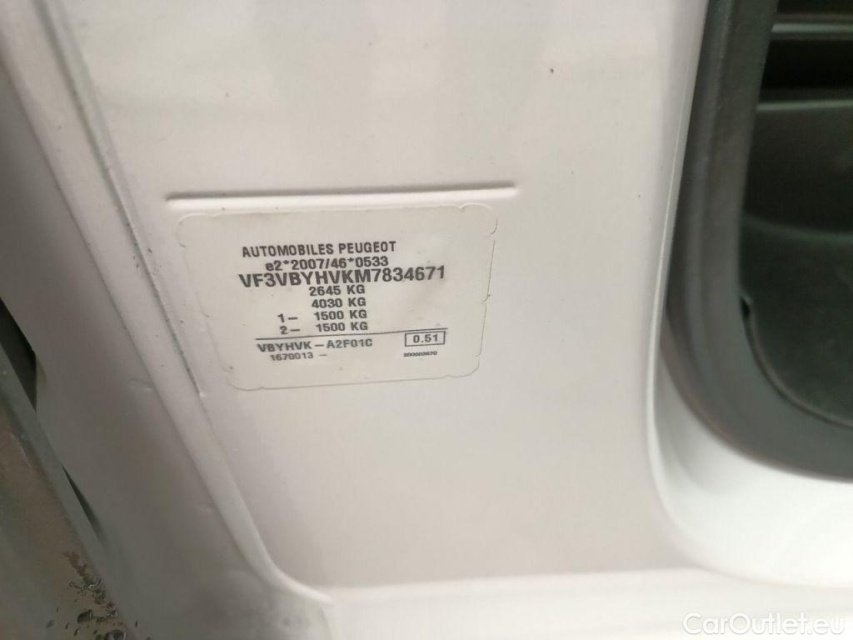 AUTOMOBILES PEUGEOT
e2*2007/46*0533
VF3VBYHVKM7834671
2645 KG
4030 KG
1- 1500 KG
2- 1500 KG
VBYHVK-A2F01C 0.51
1670013 -
CarOutlet.eu